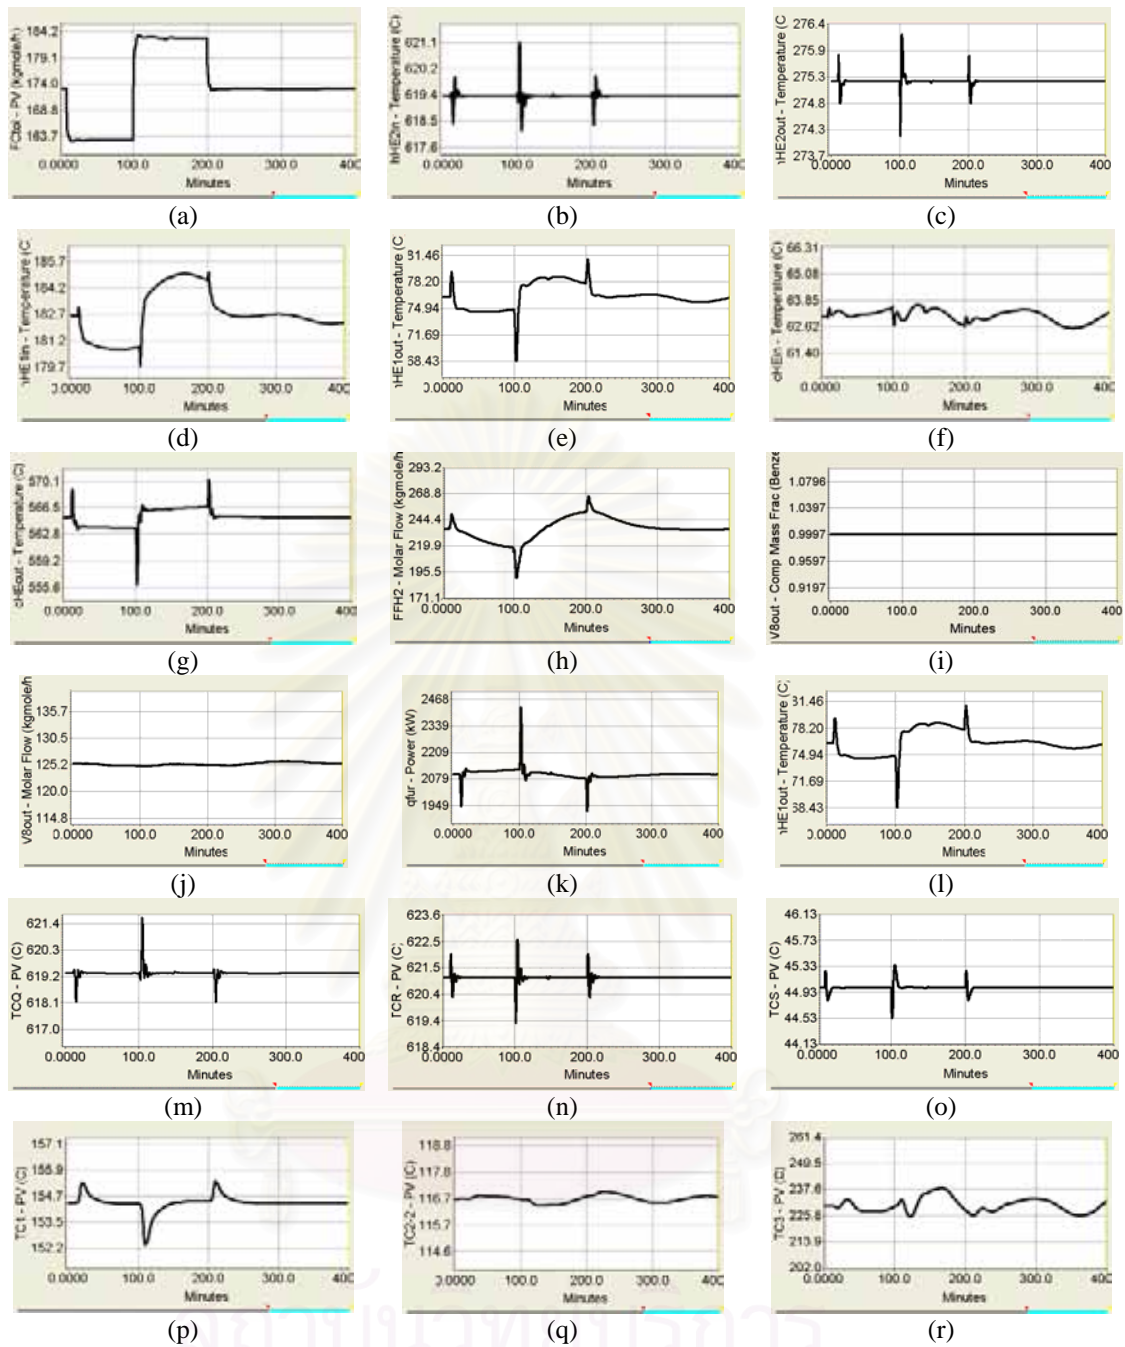 FCtol - PV (kgmole/h)
184.2
179.1
174.0
168.8
163.7
0.0000 100.0 200.0 300.0 400
Minutes
(a)
hHE2in - Temperature (C)
621.1
620.2
619.4
618.5
617.6
0.0000 100.0 200.0 300.0 400
Minutes
(b)
hHE2out - Temperature (C
276.4
275.9
275.3
274.8
274.3
273.7
0.0000 100.0 200.0 300.0 400
Minutes
(c)
hHE1in - Temperature (C
185.7
184.2
182.7
181.2
179.7
0.0000 100.0 200.0 300.0 400
Minutes
(d)
hHE1out - Temperature (C
81.46
78.20
74.94
71.69
68.43
0.0000 100.0 200.0 300.0 400
Minutes
(e)
cHEin - Temperature (C)
66.31
65.08
63.85
62.62
61.40
0.0000 100.0 200.0 300.0 400
Minutes
(f)
cHEout - Temperature (C)
570.1
566.5
562.8
559.2
555.6
0.0000 100.0 200.0 300.0 400
Minutes
(g)
FFH2 - Molar Flow (kgmole/h
293.2
268.8
244.4
219.9
195.5
171.1
0.0000 100.0 200.0 300.0 400
Minutes
(h)
V8out - Comp Mass Frac (Benze
1.0796
1.0397
0.9997
0.9597
0.9197
0.0000 100.0 200.0 300.0 400
Minutes
(i)
V8out - Molar Flow (kgmole/h
135.7
130.5
125.2
120.0
114.8
0.0000 100.0 200.0 300.0 400
Minutes
(j)
qfur - Power (kW)
2468
2339
2209
2079
1949
0.0000 100.0 200.0 300.0 400
Minutes
(k)
hHE1out - Temperature (C
81.46
78.20
74.94
71.69
68.43
0.0000 100.0 200.0 300.0 400
Minutes
(l)
TCQ - PV (C)
621.4
620.3
619.2
618.1
617.0
0.0000 100.0 200.0 300.0 400
Minutes
(m)
TCR - PV (C)
623.6
622.5
621.5
620.4
619.4
618.4
0.0000 100.0 200.0 300.0 400
Minutes
(n)
TCS - PV (C)
46.13
45.73
45.33
44.93
44.53
44.13
0.0000 100.0 200.0 300.0 400
Minutes
(o)
TC1 - PV (C)
157.1
155.9
154.7
153.5
152.2
0.0000 100.0 200.0 300.0 400
Minutes
(p)
TC2-2 - PV (C)
118.8
117.8
116.7
115.7
114.6
0.0000 100.0 200.0 300.0 400
Minutes
(q)
TC3 - PV (C)
261.4
249.5
237.6
225.8
213.9
202.0
0.0000 100.0 200.0 300.0 400
Minutes
(r)
สถาบันวิทยบริการ